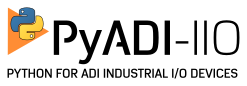 PyADI-IIO
PYTHON FOR ADI INDUSTRIAL I/O DEVICES